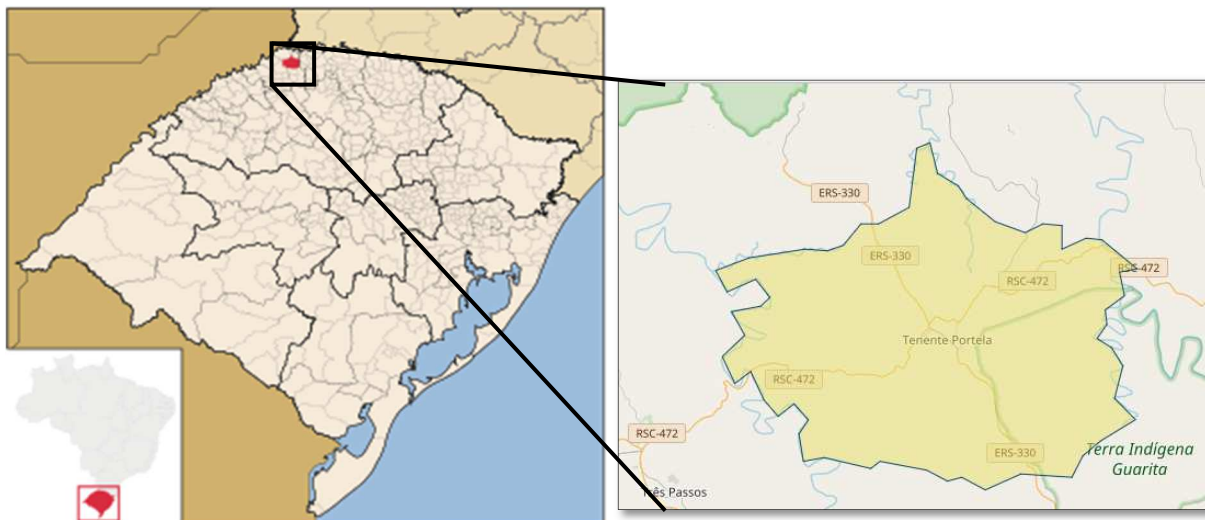 ERS-330
ERS-330
RSC-472
RSC-472
Tenente Portela
RSC-472
RSC-472
ERS-330
Terra Indígena
Guarita
Três Passos